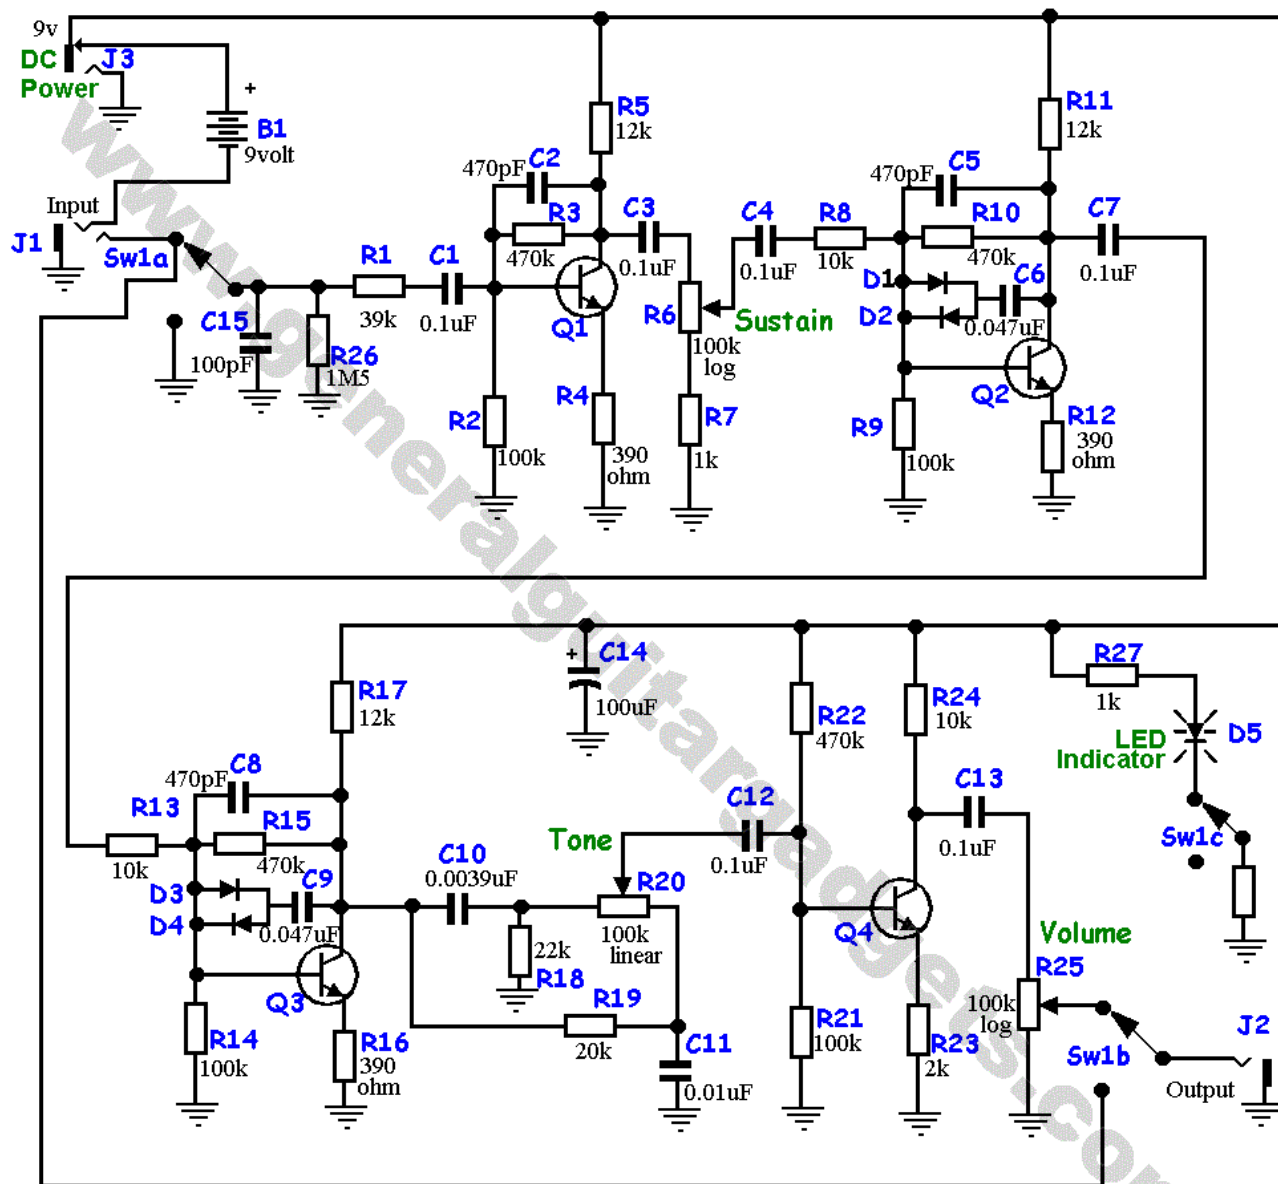 9v
DC
Power
J3
+
B1
9volt
Input
J1
Sw1a
C15
100pF
R26
1M5
R1
39k
C1
0.1uF
470pF
C2
R3
470k
R5
12k
C3
0.1uF
Q1
R2
100k
R4
390
ohm
R6
100k
log
R7
1k
Sustain
C4
0.1uF
R8
10k
470pF
C5
R10
470k
D1
D2
C6
0.047uF
R11
12k
C7
0.1uF
Q2
R9
100k
R12
390
ohm
R17
12k
+
C14
100uF
R22
470k
R24
10k
R27
1k
LED
Indicator
D5
470pF
C8
R13
10k
R15
470k
D3
D4
C9
0.047uF
Q3
R14
100k
R16
390
ohm
C10
0.0039uF
22k
R18
Tone
R20
100k
linear
R19
20k
C11
0.01uF
C12
0.1uF
Q4
R21
100k
R23
2k
C13
0.1uF
Sw1c
Volume
R25
100k
log
Sw1b
J2
Output
www.generalguitargadgets.com